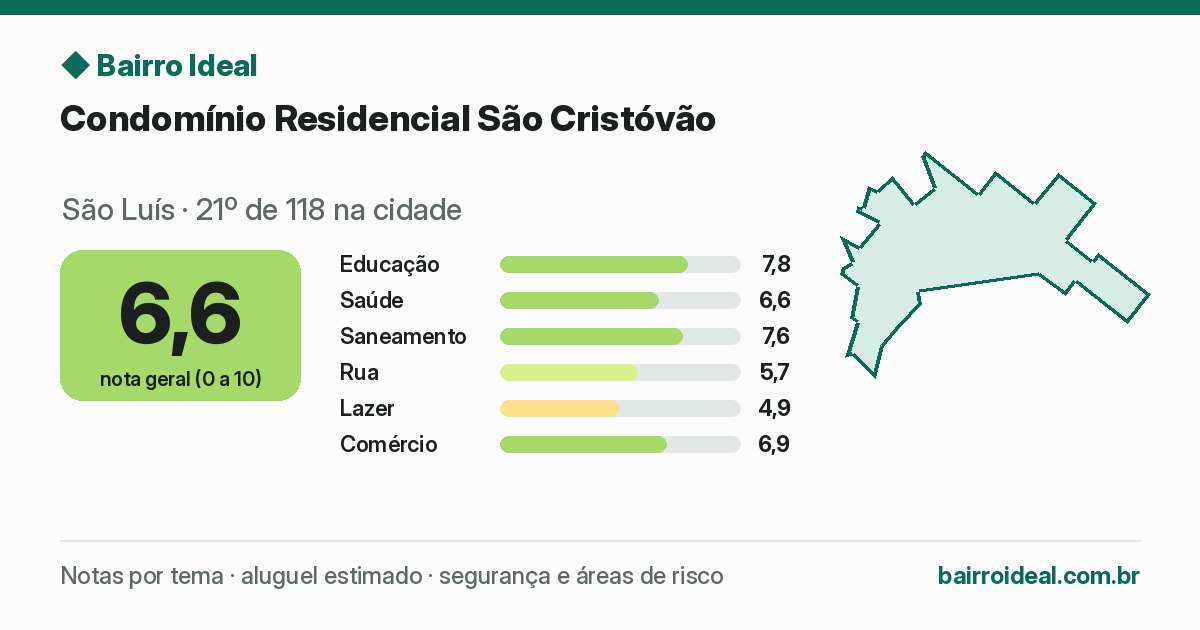 Bairro Ideal
Condomínio Residencial São Cristóvão
São Luís · 21º de 118 na cidade
6,6
nota geral (0 a 10)
Educação 7,8
Saúde 6,6
Saneamento 7,6
Rua 5,7
Lazer 4,9
Comércio 6,9
Notas por tema · aluguel estimado · segurança e áreas de risco
bairroideal.com.br